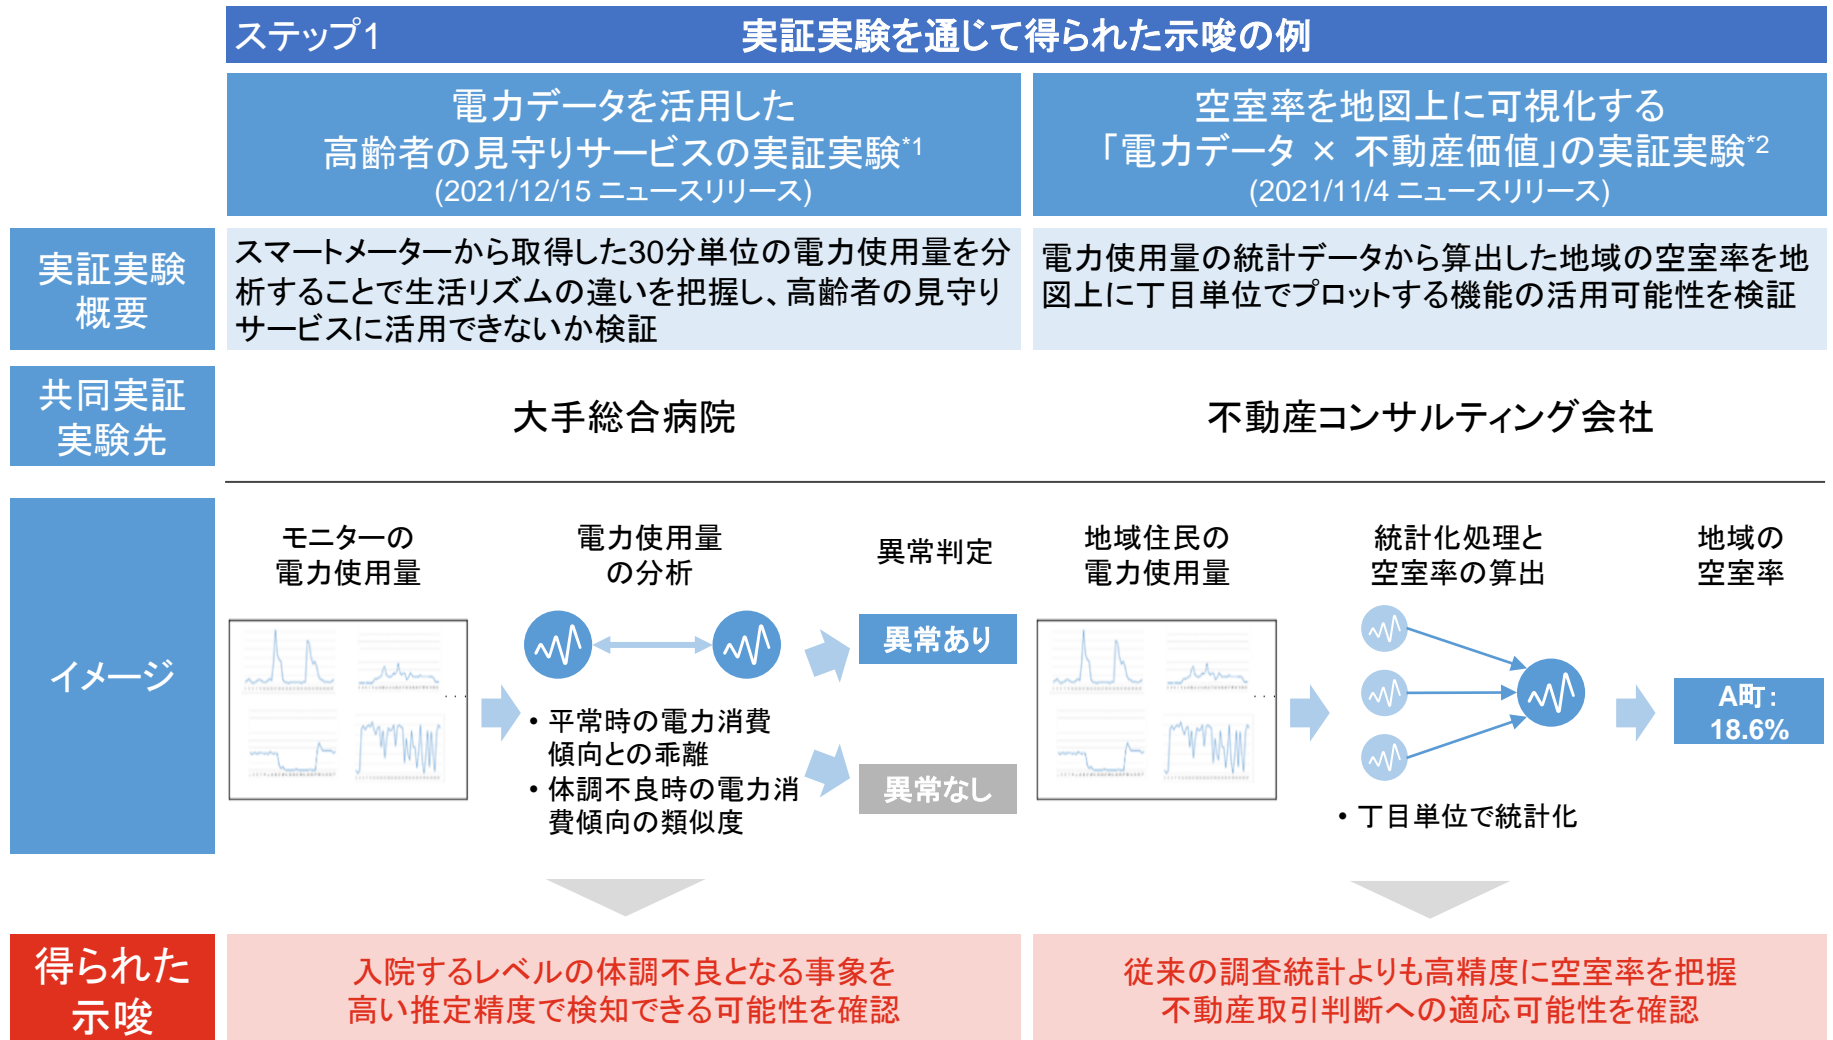 ステップ1
実証実験を通じて得られた示唆の例
電力データを活用した
高齢者の見守りサービスの実証実験*1
(2021/12/15 ニュースリリース)
空室率を地図上に可視化する
「電力データ × 不動産価値」の実証実験*2
(2021/11/4 ニュースリリース)
実証実験
概要
スマートメーターから取得した30分単位の電力使用量を分
析することで生活リズムの違いを把握し、高齢者の見守り
サービスに活用できないか検証
電力使用量の統計データから算出した地域の空室率を地
図上に丁目単位でプロットする機能の活用可能性を検証
共同実証
実験先
大手総合病院
不動産コンサルティング会社
イメージ
モニターの
電力使用量
電力使用量
の分析
異常判定
異常あり
異常なし
・・・
• 平常時の電力消費
傾向との乖離
• 体調不良時の電力消
費傾向の類似度
地域住民の
電力使用量
・・・
統計化処理と
空室率の算出
• 丁目単位で統計化
地域の
空室率
A町：
18.6%
得られた
示唆
入院するレベルの体調不良となる事象を
高い推定精度で検知できる可能性を確認
従来の調査統計よりも高精度に空室率を把握
不動産取引判断への適応可能性を確認